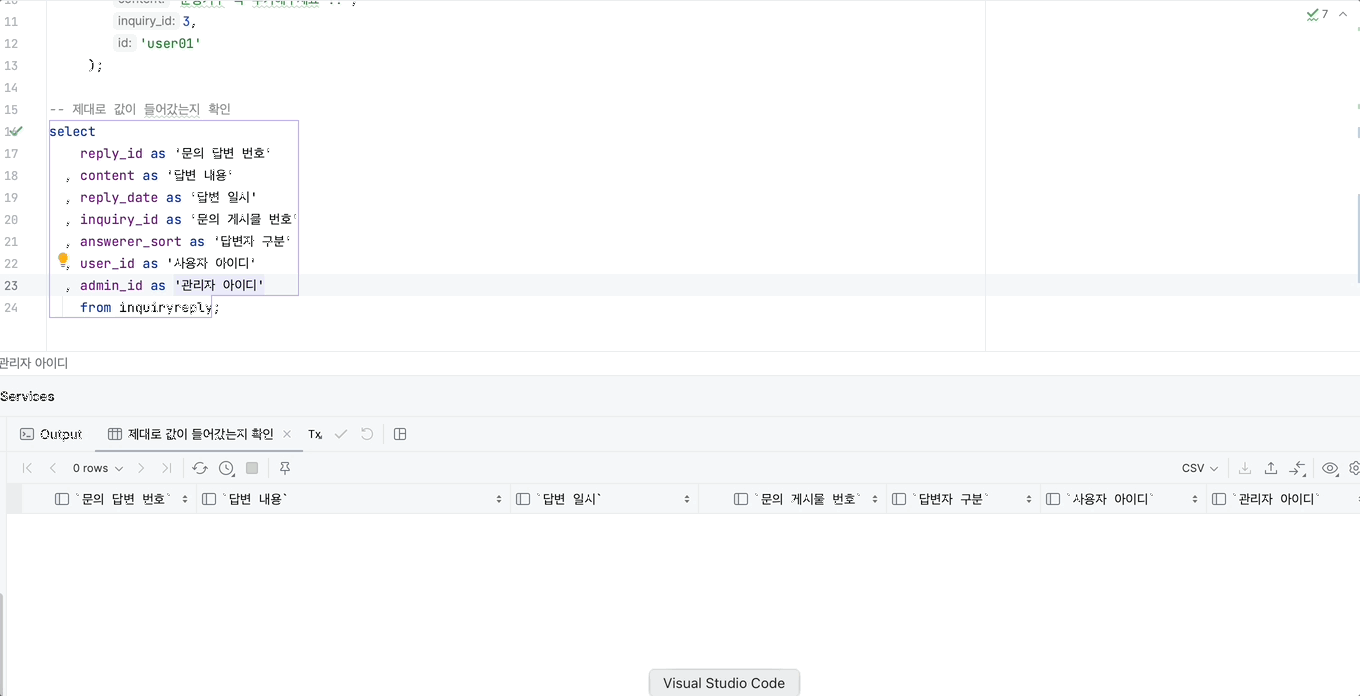 11 inquiry_id: 3,
12 id: 'user01'
13 );
14
15 -- 제대로 값이 들어갔는지 확인
16 select
17 reply_id as '문의 답변 번호'
18 , content as '답변 내용'
19 , reply_date as '답변 일시'
20 , inquiry_id as '문의 게시물 번호'
21 , answerer_sort as '답변자 구분'
22 , user_id as '사용자 아이디'
23 , admin_id as '관리자 아이디'
24 from inquiryreply;
7
관리자 아이디
Services
Output 제대로 값이 들어갔는지 확인 × Tx
0 rows CSV
`문의 답변 번호` `답변 내용` `답변 일시` `문의 게시물 번호` `답변자 구분` `사용자 아이디` `관리자 아이디`
Visual Studio Code